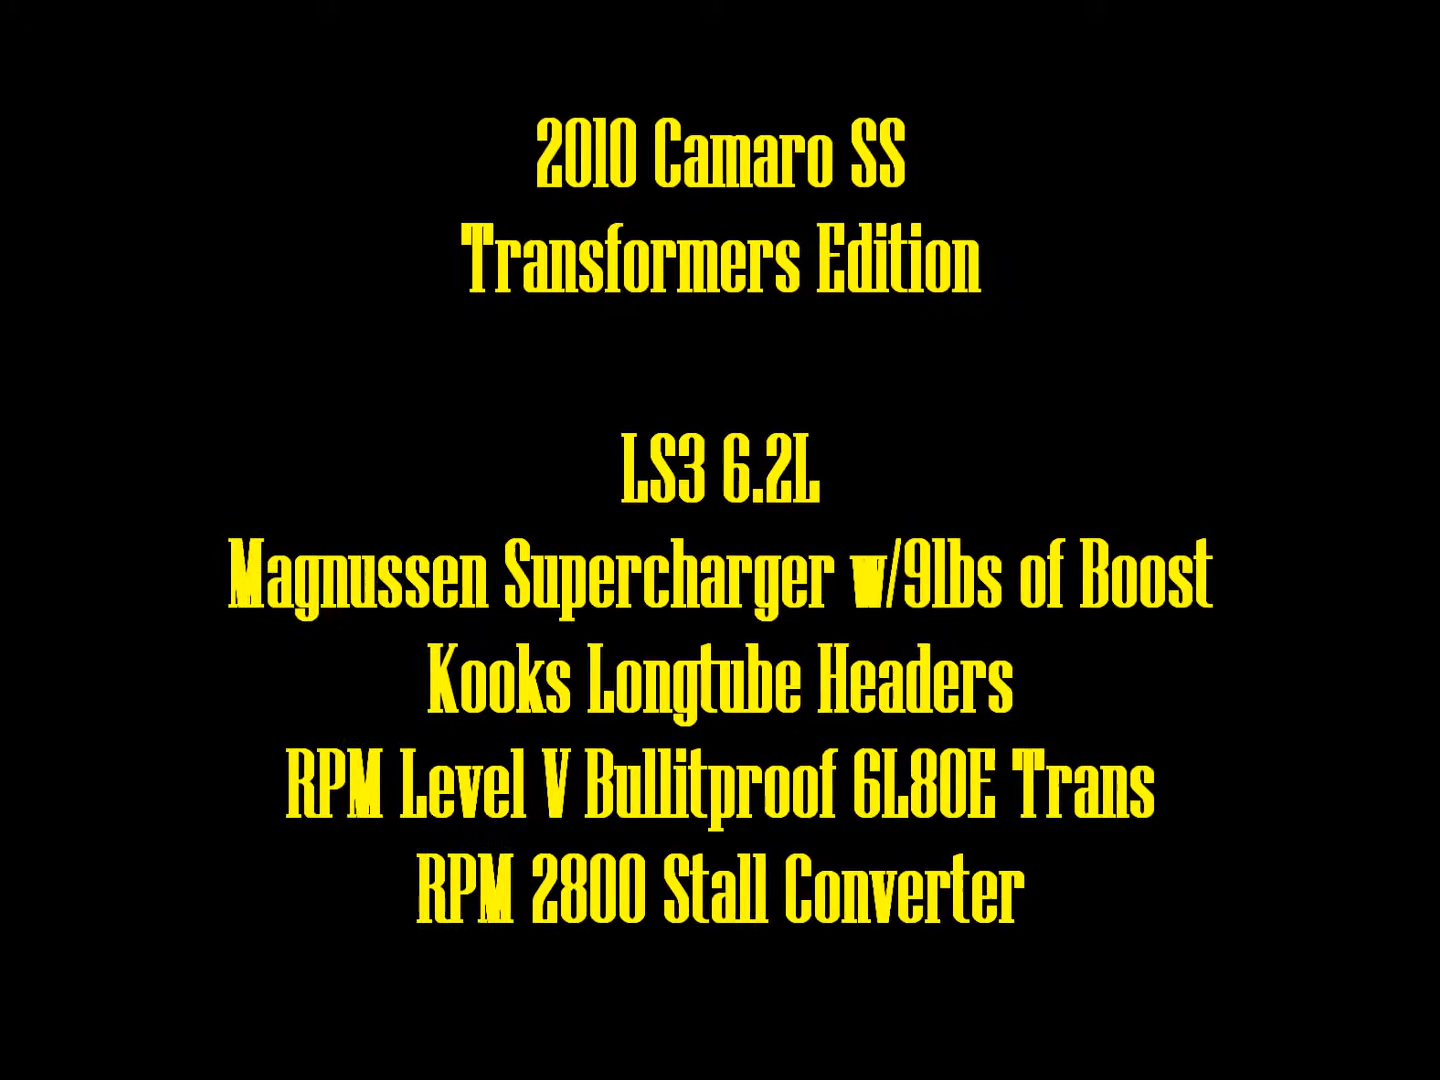 2010 Camaro SS
Transformers Edition
LS3 6.2L
Magnussen Supercharger w/9lbs of Boost
Kooks Longtube Headers
RPM Level V Bullitproof 6L80E Trans
RPM 2800 Stall Converter